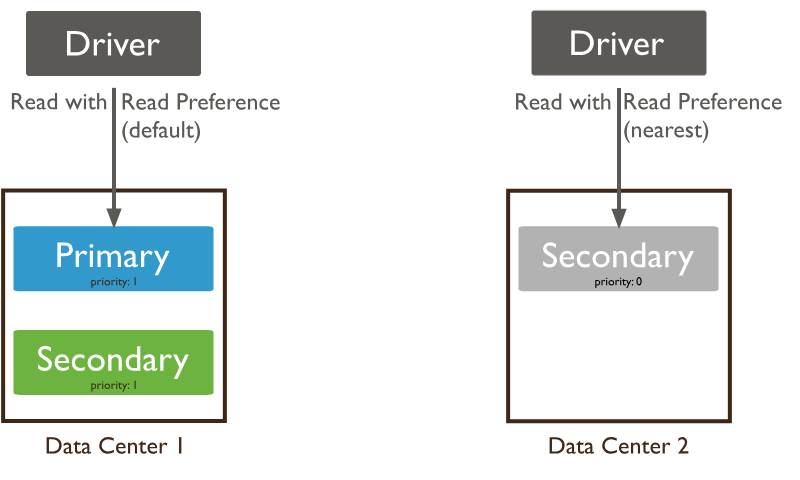 Driver
Read with Read Preference
(default)
Primary
priority: 1
Secondary
priority: 1
Data Center 1
Driver
Read with Read Preference
(nearest)
Secondary
priority: 0
Data Center 2